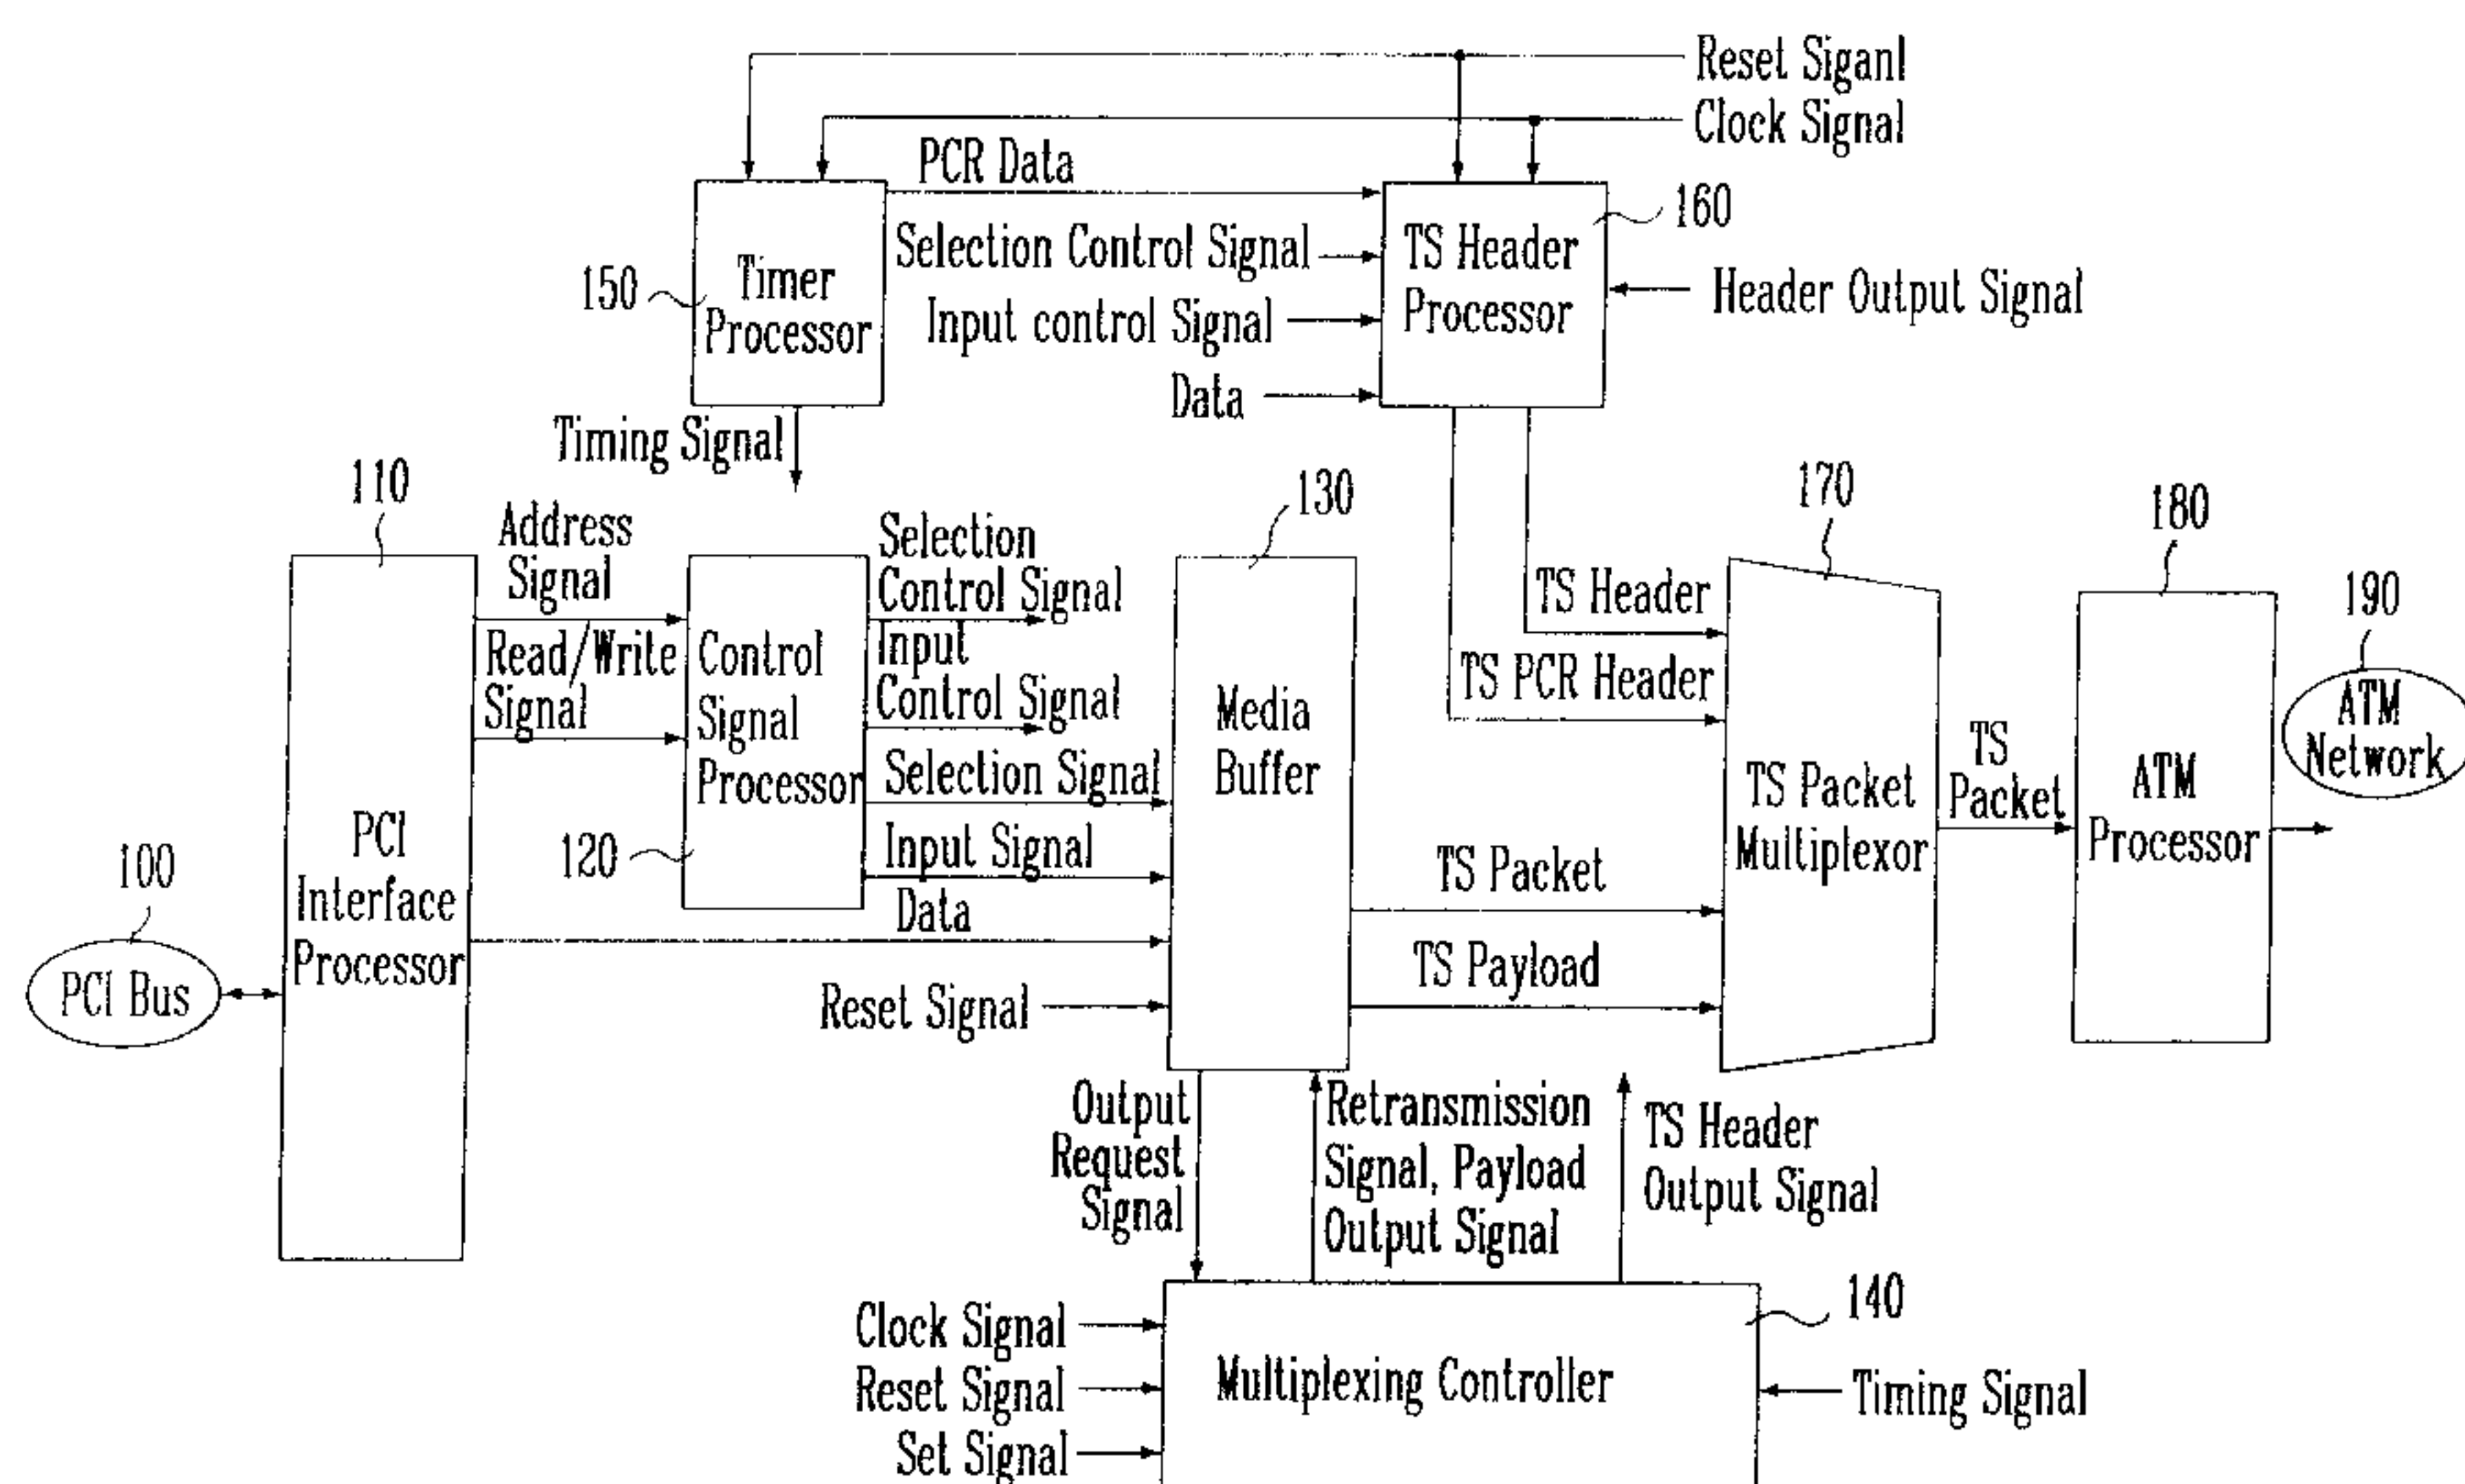 Reset Siganl
Clock Signal
PCR Data
160
Selection Control Signal
TS Header
Processor
150
Timer
Processor
Header Output Signal
Input control Signal
Data
Timing Signal
110
130
170
180
190
Address
Signal
Selection
Control Signal
TS Header
Read/Write
Signal
Control
Signal
Processor
Input
Control Signal
TS PCR Header
Media
Buffer
ATM
Network
TS
Packet
Selection Signal
TS Packet
Multiplexor
ATM
Processor
PCI
Interface
Processor
100
120
Input Signal
TS Packet
Data
TS Payload
PCI Bus
Reset Signal
Output
Request
Signal
Retransmission
Signal, Payload
Output Signal
TS Header
Output Signal
140
Clock Signal
Reset Signal
Set Signal
Multiplexing Controller
Timing Signal